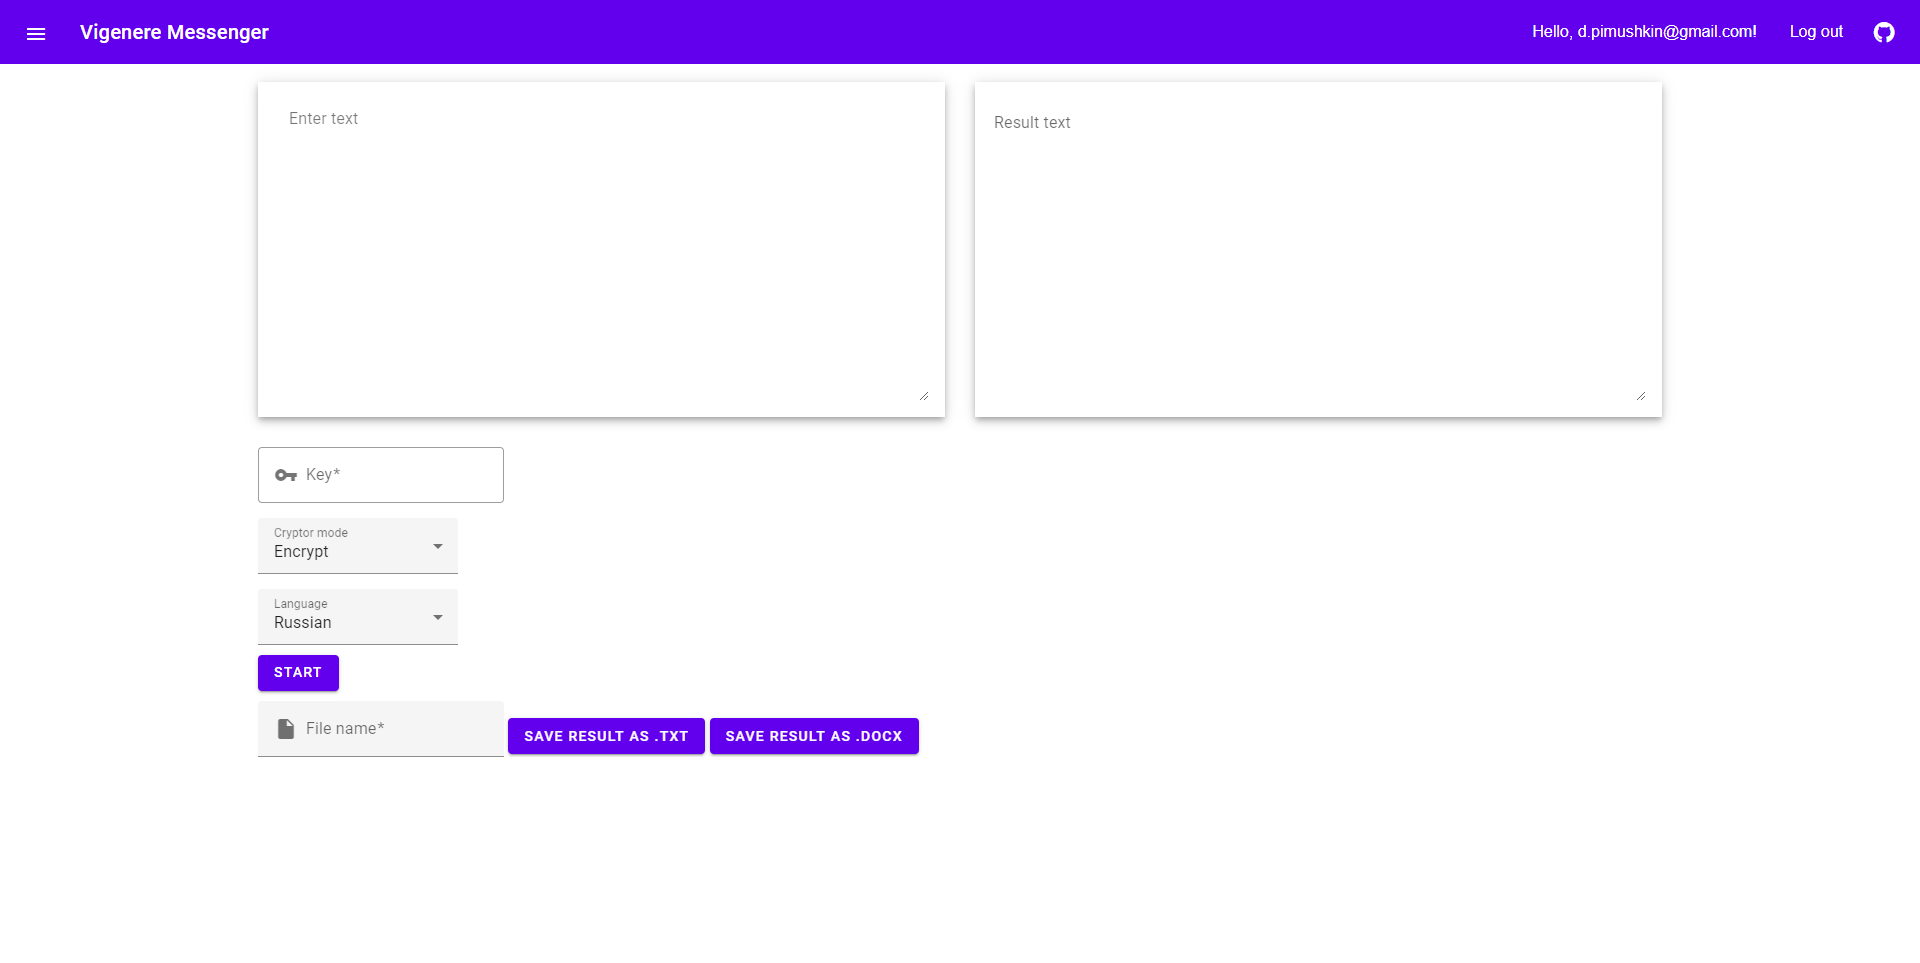 Vigenere Messenger
Hello, d.pimushkin@gmail.com!
Log out
Enter text
Result text
Key*
Cryptor mode
Encrypt
Language
Russian
START
File name*
SAVE RESULT AS .TXT
SAVE RESULT AS .DOCX